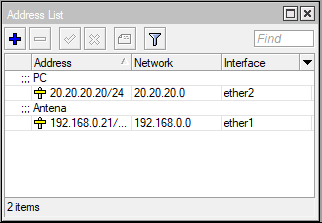 Address List
Find
Address Network Interface
;;; PC
20.20.20.20/24 20.20.20.0 ether2
;;; Antena
192.168.0.21/... 192.168.0.0 ether1
2 items